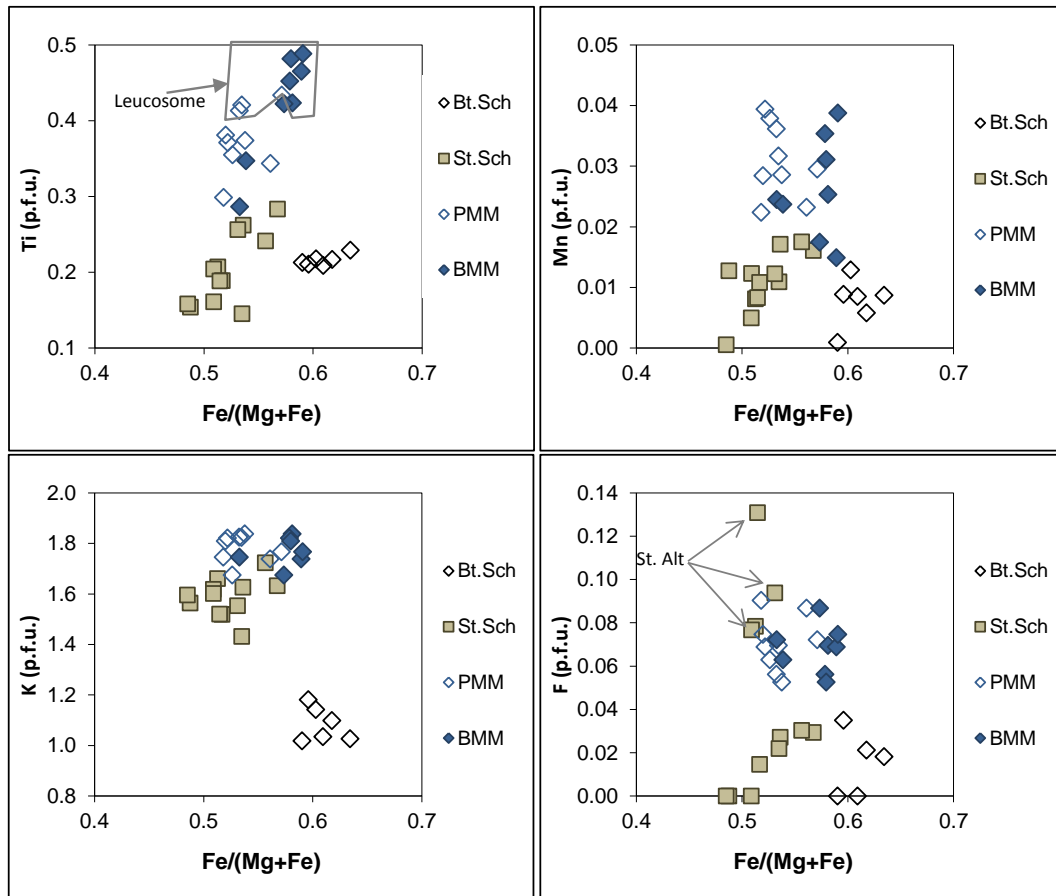 0.5
0.4
0.3
0.2
0.1
Ti (p.f.u.)
Leucosome
0.4 0.5 0.6 0.7
Fe/(Mg+Fe)
Bt.Sch
St.Sch
PMM
BMM
0.05
0.04
0.03
0.02
0.01
0.00
Mn (p.f.u.)
0.4 0.5 0.6 0.7
Fe/(Mg+Fe)
Bt.Sch
St.Sch
PMM
BMM
2.0
1.8
1.6
1.4
1.2
1.0
0.8
K (p.f.u.)
0.4 0.5 0.6 0.7
Fe/(Mg+Fe)
Bt.Sch
St.Sch
PMM
BMM
0.14
0.12
0.10
0.08
0.06
0.04
0.02
0.00
F (p.f.u.)
St. Alt
0.4 0.5 0.6 0.7
Fe/(Mg+Fe)
Bt.Sch
St.Sch
PMM
BMM